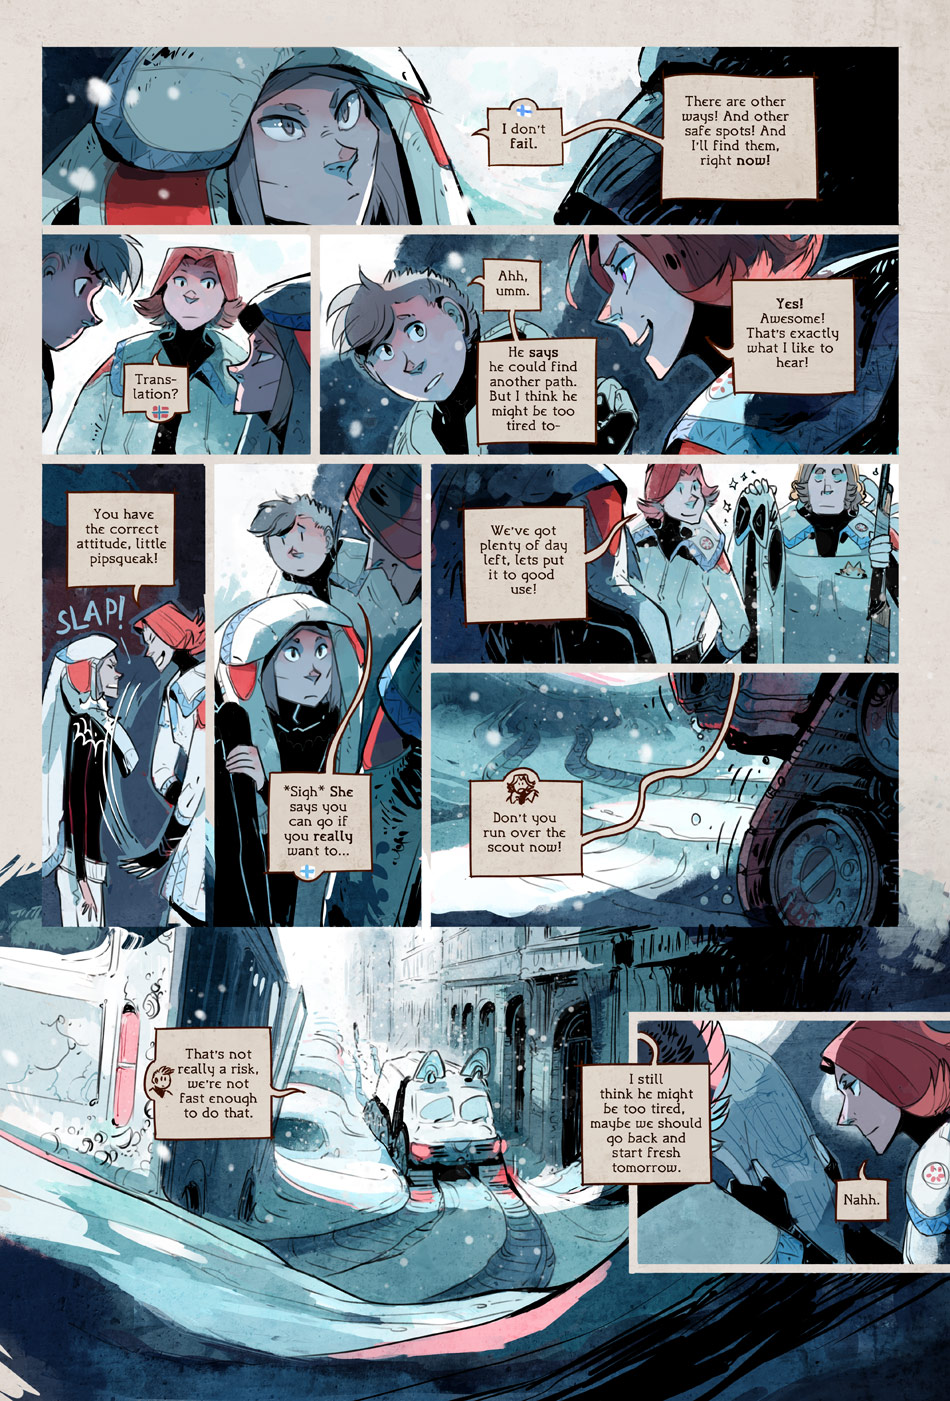 I don't
fail.
There are other
ways! And other
safe spots! And
I'll find them,
right now!
Trans-
lation?
Ahh,
umm.
He says
he could find
another path.
But I think he
might be too
tired to-
Yes!
Awesome!
That's exactly
what I like to
hear!
You have
the correct
attitude, little
pipsqueak!
SLAP!
*Sigh* She
says you
can go if
you really
want to...
We've got
plenty of day
left, lets put
it to good
use!
Don't you
run over the
scout now!
That's not
really a risk,
we're not
fast enough
to do that.
I still
think he might
be too tired,
maybe we should
go back and
start fresh
tomorrow.
Nahh.